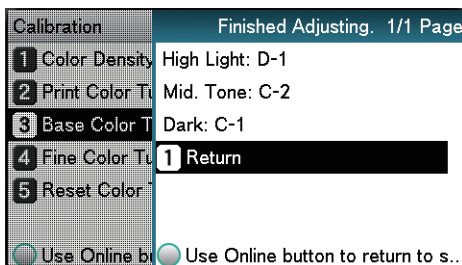 Calibration
1 Color Density
2 Print Color Tu
3 Base Color T
4 Fine Color Tu
5 Reset Color
Use Online bu
Finished Adjusting. 1/1 Page
High Light: D-1
Mid. Tone: C-2
Dark: C-1
1 Return
Use Online button to return to s..